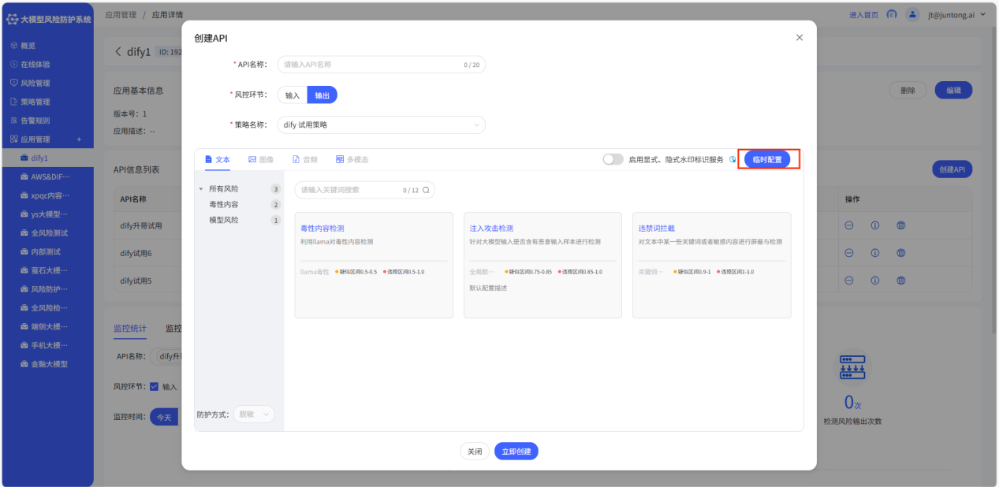 大模型风险防护系统
应用管理 / 应用详情
进入首页 jt@juntong.ai
概览
在线体验
风险管理
策略管理
告警规则
应用管理 +
dify1
AWS&DIF···
xpqc内容···
ys大模型···
全风险测试
内部测试
萤石大模···
风险防护···
全风险检···
端侧大模···
手机大模···
金融大模型
dify1 ID: 192
应用基本信息
删除 编辑
版本号：1
应用描述：--
API信息列表
创建API
API名称
操作
dify升哥试用
dify试用6
dify试用5
监控统计 监控
API名称： dify升
风控环节： 输入
监控时间： 今天
0次
检测风险输出次数
创建API
* API名称： 请输入API名称 0 / 20
* 风控环节： 输入 输出
* 策略名称： dify 试用策略
文本 图像 音频 多模态
启用显式、隐式水印标识服务 临时配置
所有风险 3
毒性内容 2
模型风险 1
请输入关键词搜索 0 / 12
毒性内容检测
利用llama对毒性内容检测
llama毒性 疑似区间0.5-0.5 违规区间0.5-1.0
注入攻击检测
针对大模型输入是否含有恶意输入样本进行检测
全局默··· 疑似区间0.75-0.85 违规区间0.85-1.0
默认配置描述
违禁词拦截
对文本中某一些关键词或者敏感内容进行屏蔽与检测
关键词··· 疑似区间0.9-1 违规区间1-1.0
防护方式： 脱敏
关闭 立即创建